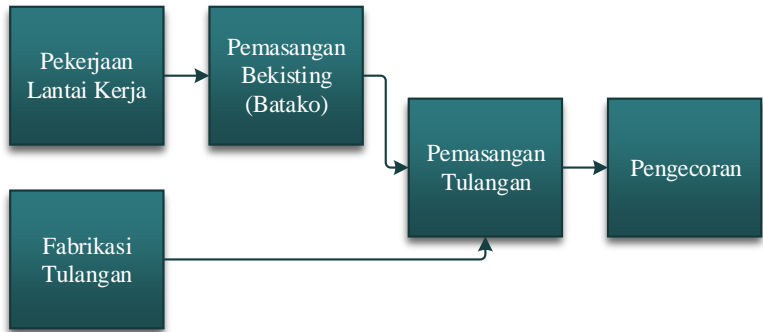 Pekerjaan
Lantai Kerja
Pemasangan
Bekisting
(Batako)
Pemasangan
Tulangan
Pengecoran
Fabrikasi
Tulangan